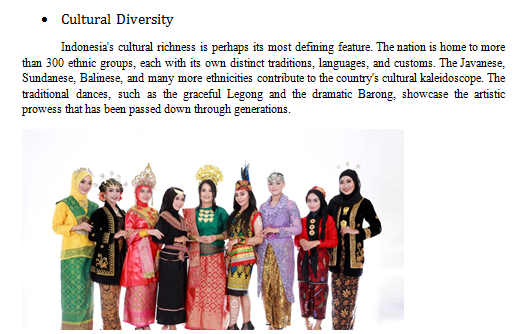 • Cultural Diversity
Indonesia's cultural richness is perhaps its most defining feature. The nation is home to more
than 300 ethnic groups, each with its own distinct traditions, languages, and customs. The Javanese,
Sundanese, Balinese, and many more ethnicities contribute to the country's cultural kaleidoscope. The
traditional dances, such as the graceful Legong and the dramatic Barong, showcase the artistic
prowess that has been passed down through generations.